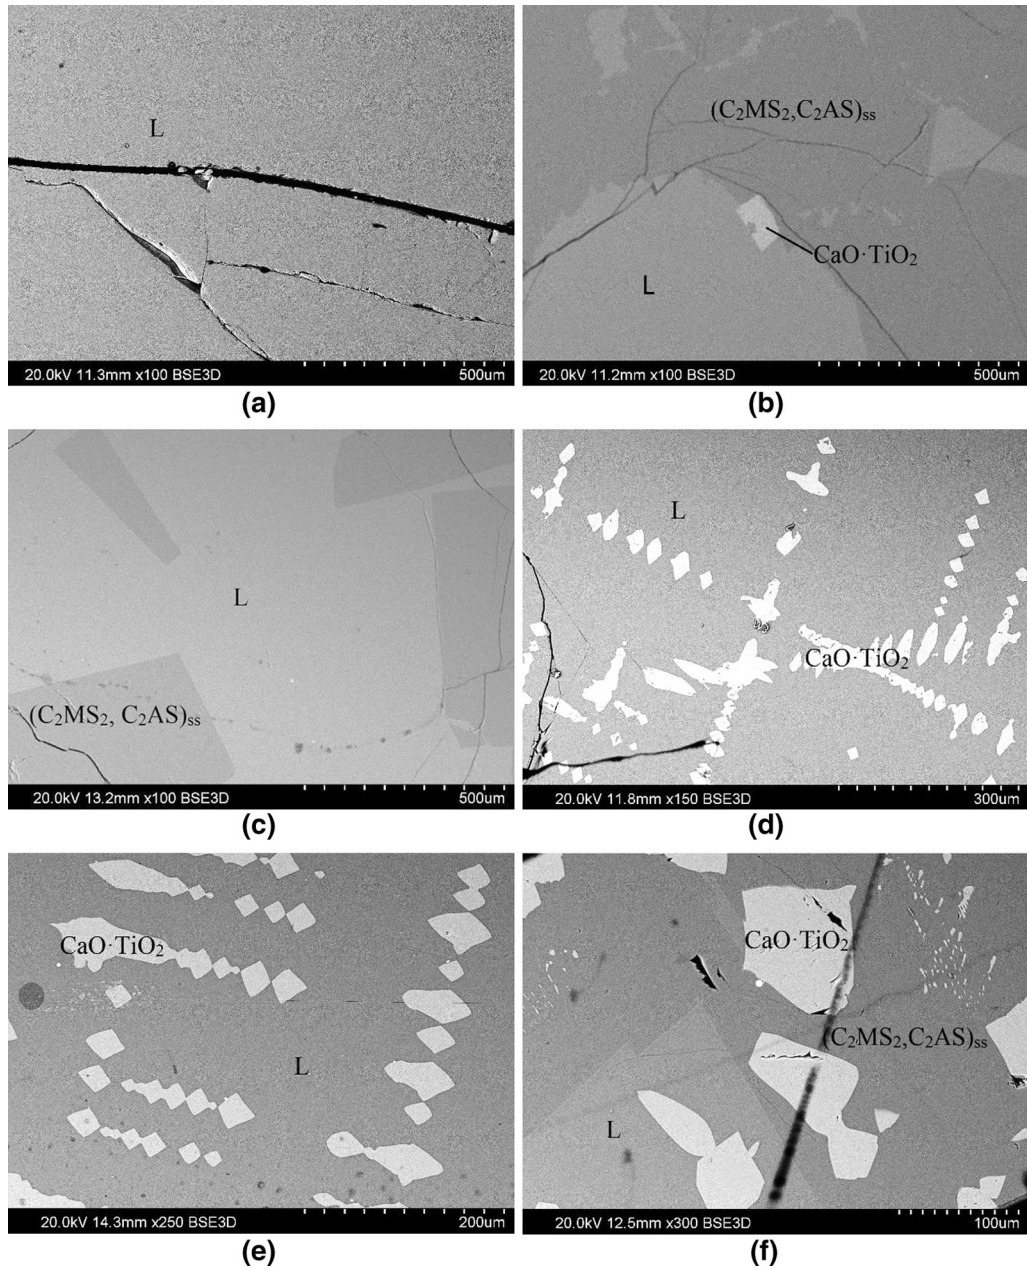 L
20.0kV 11.3mm x100 BSE3D 500um
(a)
(C₂MS₂,C₂AS)ss
CaO·TiO₂
L
20.0kV 11.2mm x100 BSE3D 500um
(b)
L
(C₂MS₂, C₂AS)ss
20.0kV 13.2mm x100 BSE3D 500um
(c)
L
CaO·TiO₂
20.0kV 11.8mm x150 BSE3D 300um
(d)
CaO·TiO₂
L
20.0kV 14.3mm x250 BSE3D 200um
(e)
CaO·TiO₂
(C₂MS₂,C₂AS)ss
L
20.0kV 12.5mm x300 BSE3D 100um
(f)